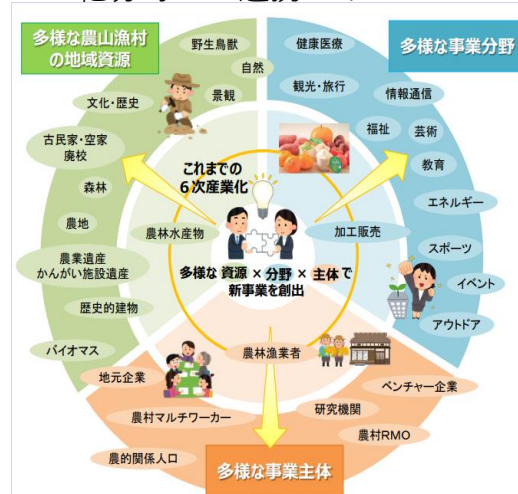 多様な農山漁村
の地域資源
野生鳥獣
自然
景観
文化・歴史
古民家・空家
廃校
森林
農地
農業遺産
かんがい施設遺産
歴史的建物
バイオマス
多様な事業分野
健康医療
観光・旅行
情報通信
福祉
芸術
教育
エネルギー
スポーツ
イベント
アウトドア
これまでの
6次産業化
農林水産物
加工販売
多様な資源×分野×主体で
新事業を創出
農林漁業者
地元企業
農村マルチワーカー
農的関係人口
研究機関
ベンチャー企業
農村RMO
多様な事業主体